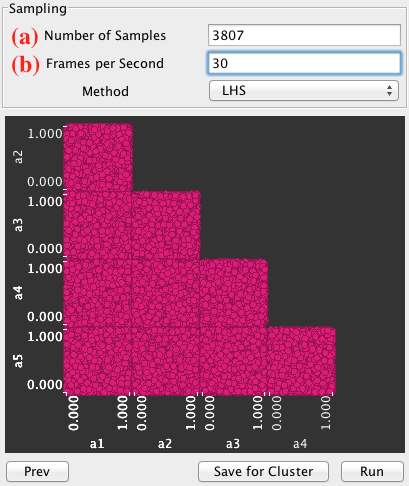 Sampling
(a) Number of Samples 3807
(b) Frames per Second 30
Method LHS
a2 1.000 0.000
a3 1.000 0.000
a4 1.000 0.000
a5 1.000 0.000
0.000 1.000 0.000 1.000 0.000 1.000 0.000 1.000
a1 a2 a3 a4
Prev Save for Cluster Run